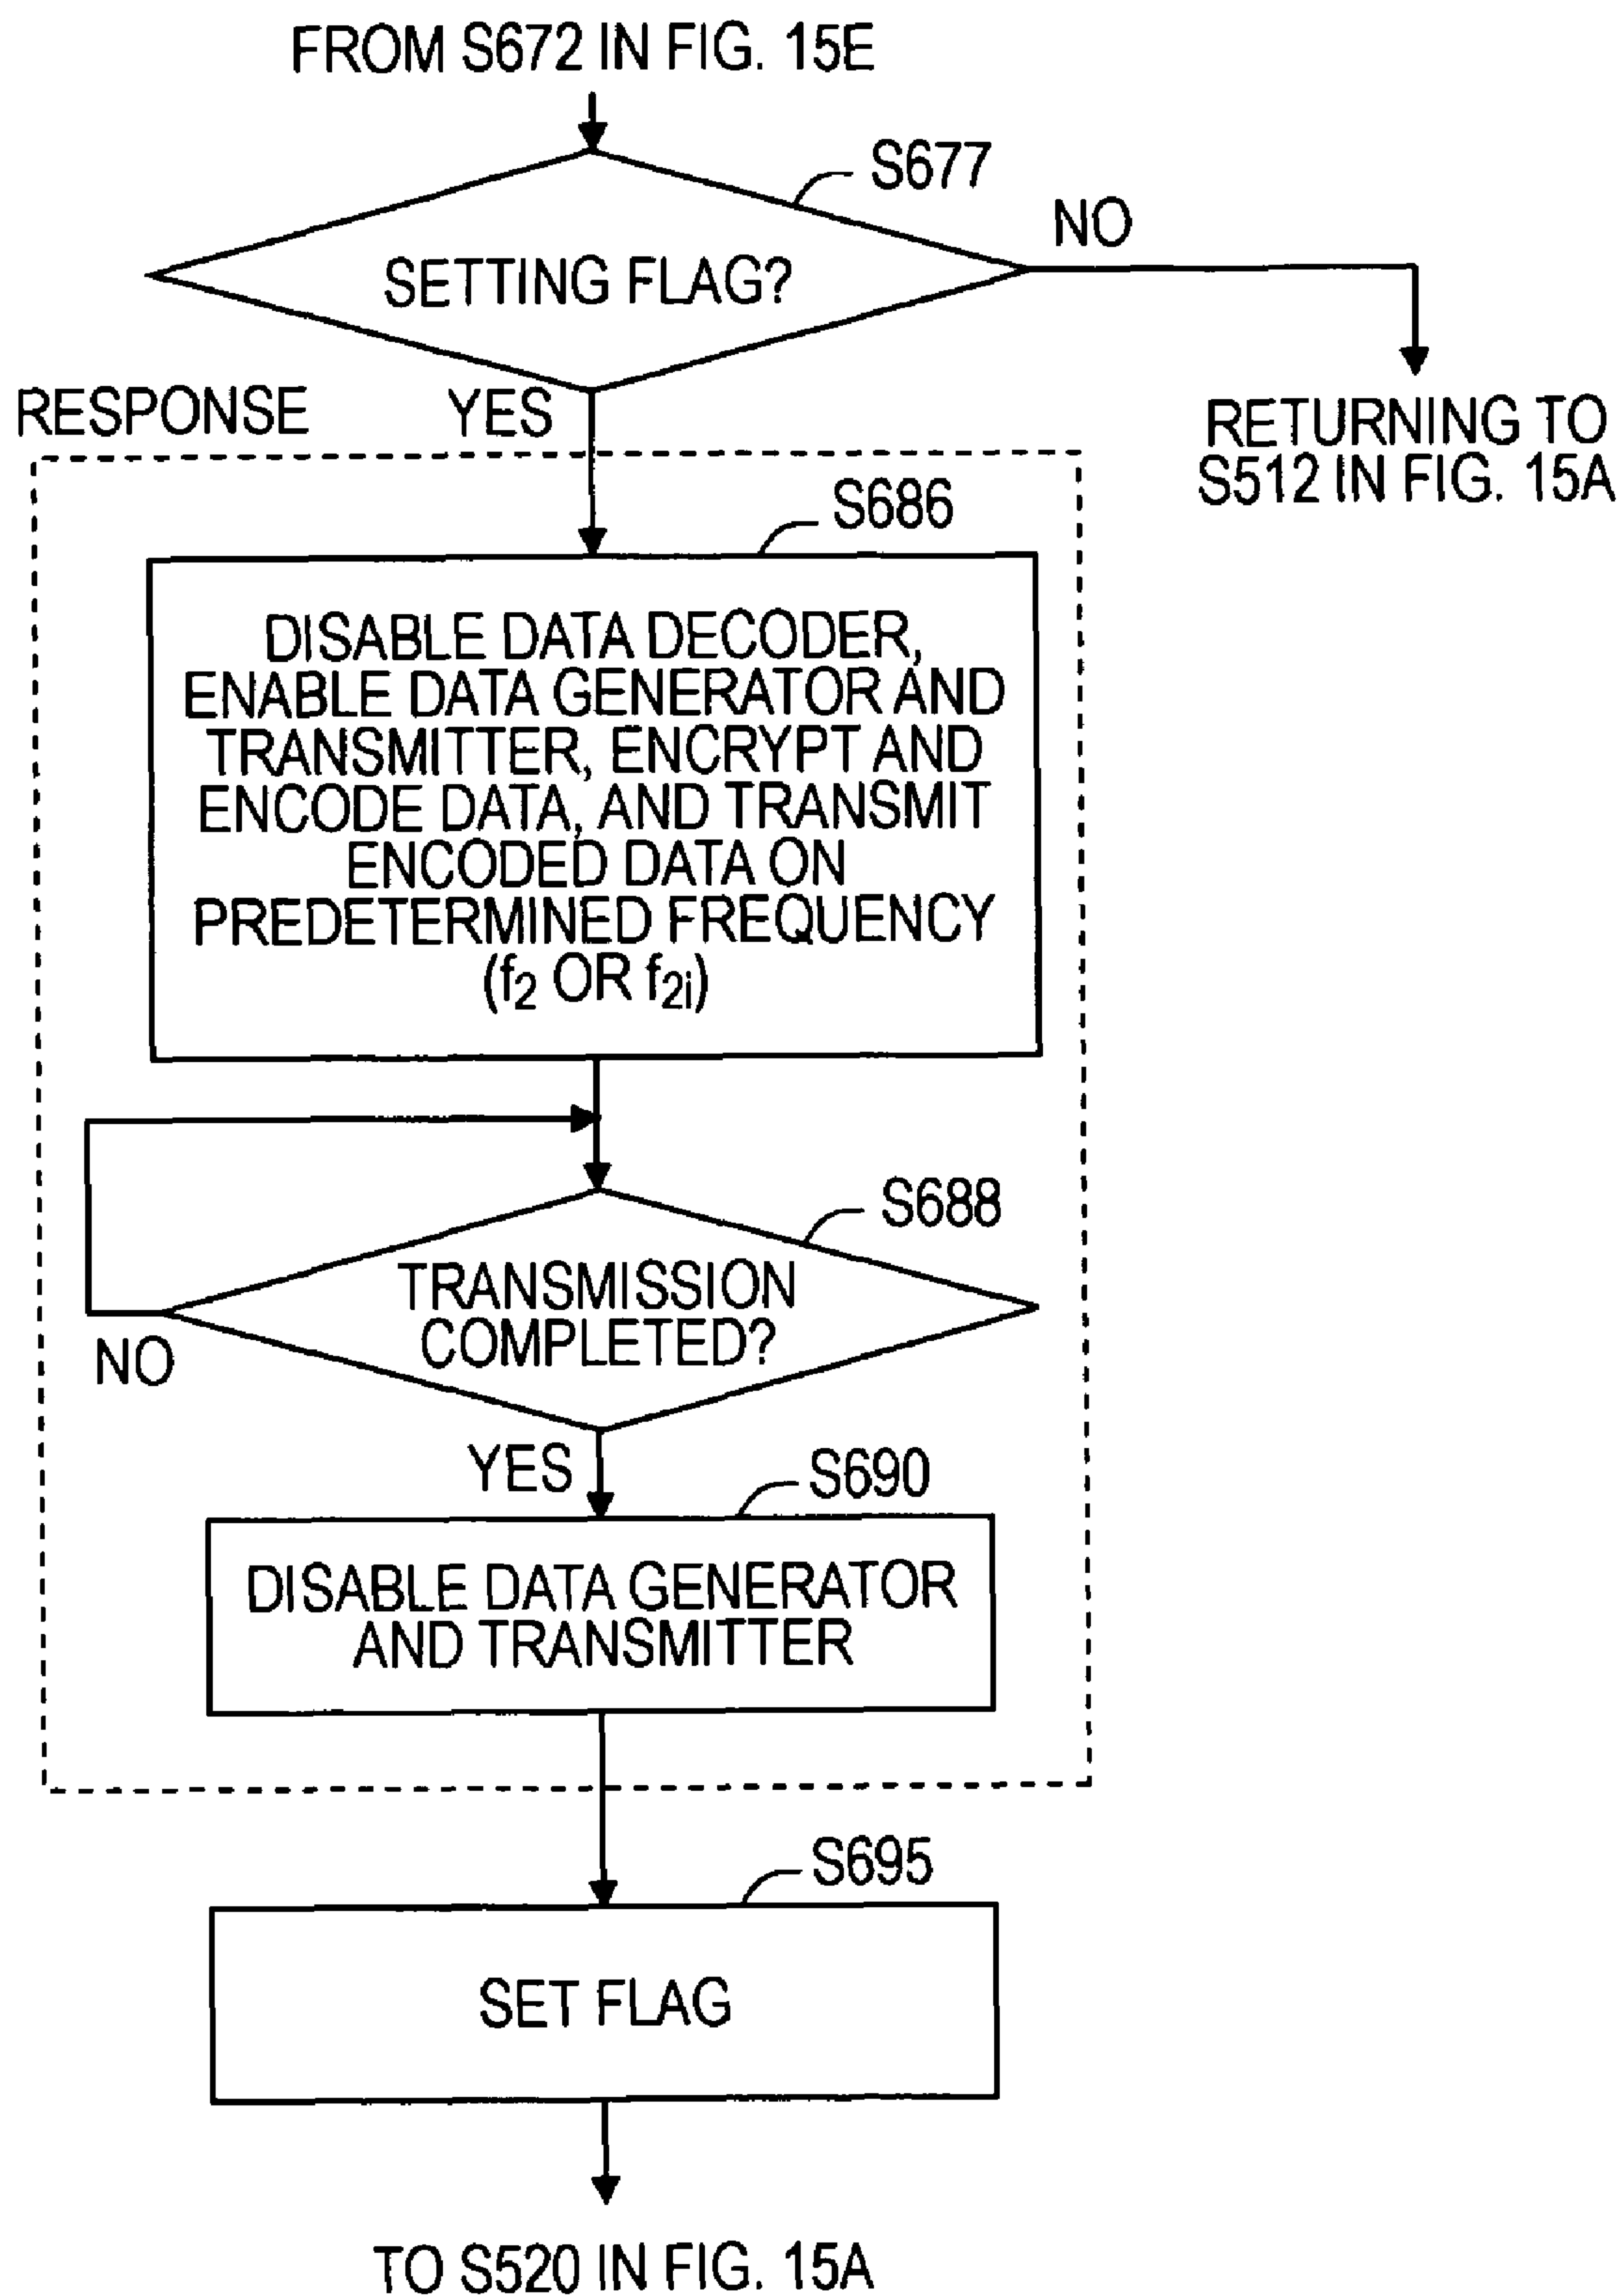 FROM S672 IN FIG. 15E
S677
NO
SETTING FLAG?
RESPONSE
YES
RETURNING TO
S512 IN FIG. 15A
S686
DISABLE DATA DECODER,
ENABLE DATA GENERATOR AND
TRANSMITTER, ENCRYPT AND
ENCODE DATA, AND TRANSMIT
ENCODED DATA ON
PREDETERMINED FREQUENCY
(f₂ OR f₂ᵢ)
S688
TRANSMISSION
COMPLETED?
NO
YES
S690
DISABLE DATA GENERATOR
AND TRANSMITTER
S695
SET FLAG
TO S520 IN FIG. 15A